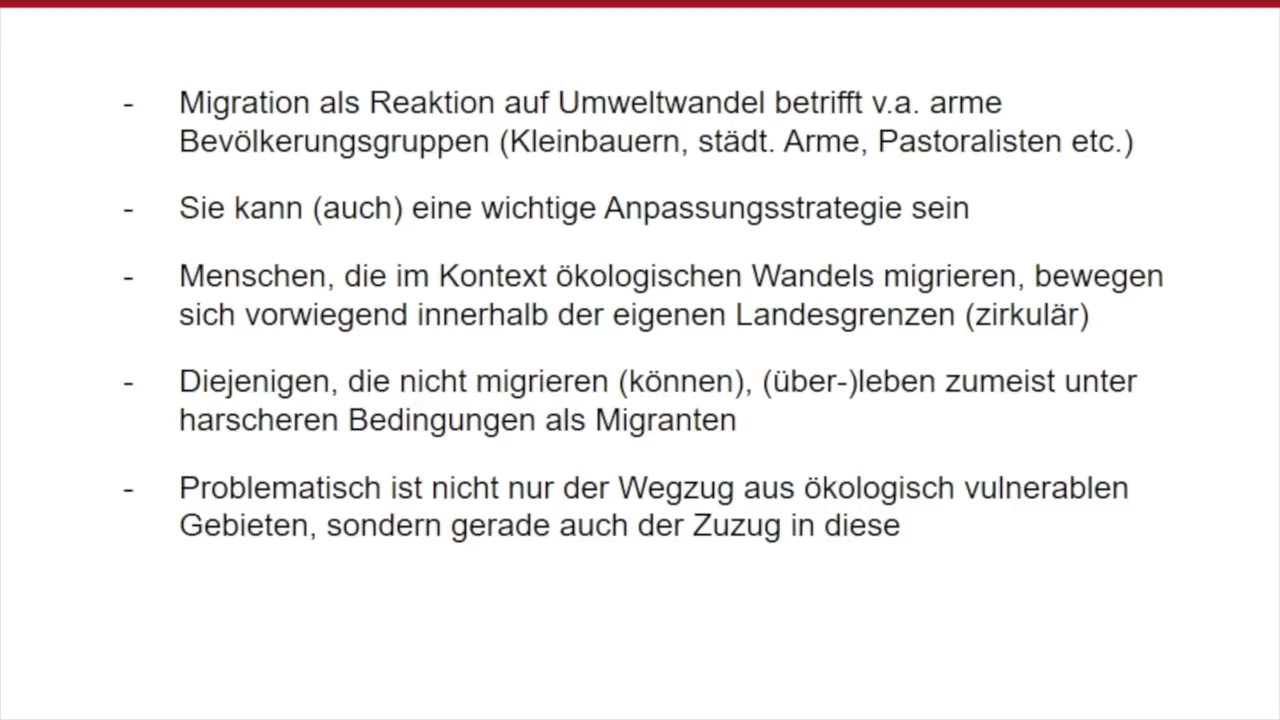 - Migration als Reaktion auf Umweltwandel betrifft v.a. arme
Bevölkerungsgruppen (Kleinbauern, städt. Arme, Pastoralisten etc.)
- Sie kann (auch) eine wichtige Anpassungsstrategie sein
- Menschen, die im Kontext ökologischen Wandels migrieren, bewegen
sich vorwiegend innerhalb der eigenen Landesgrenzen (zirkulär)
- Diejenigen, die nicht migrieren (können), (über-)leben zumeist unter
harscheren Bedingungen als Migranten
- Problematisch ist nicht nur der Wegzug aus ökologisch vulnerablen
Gebieten, sondern gerade auch der Zuzug in diese